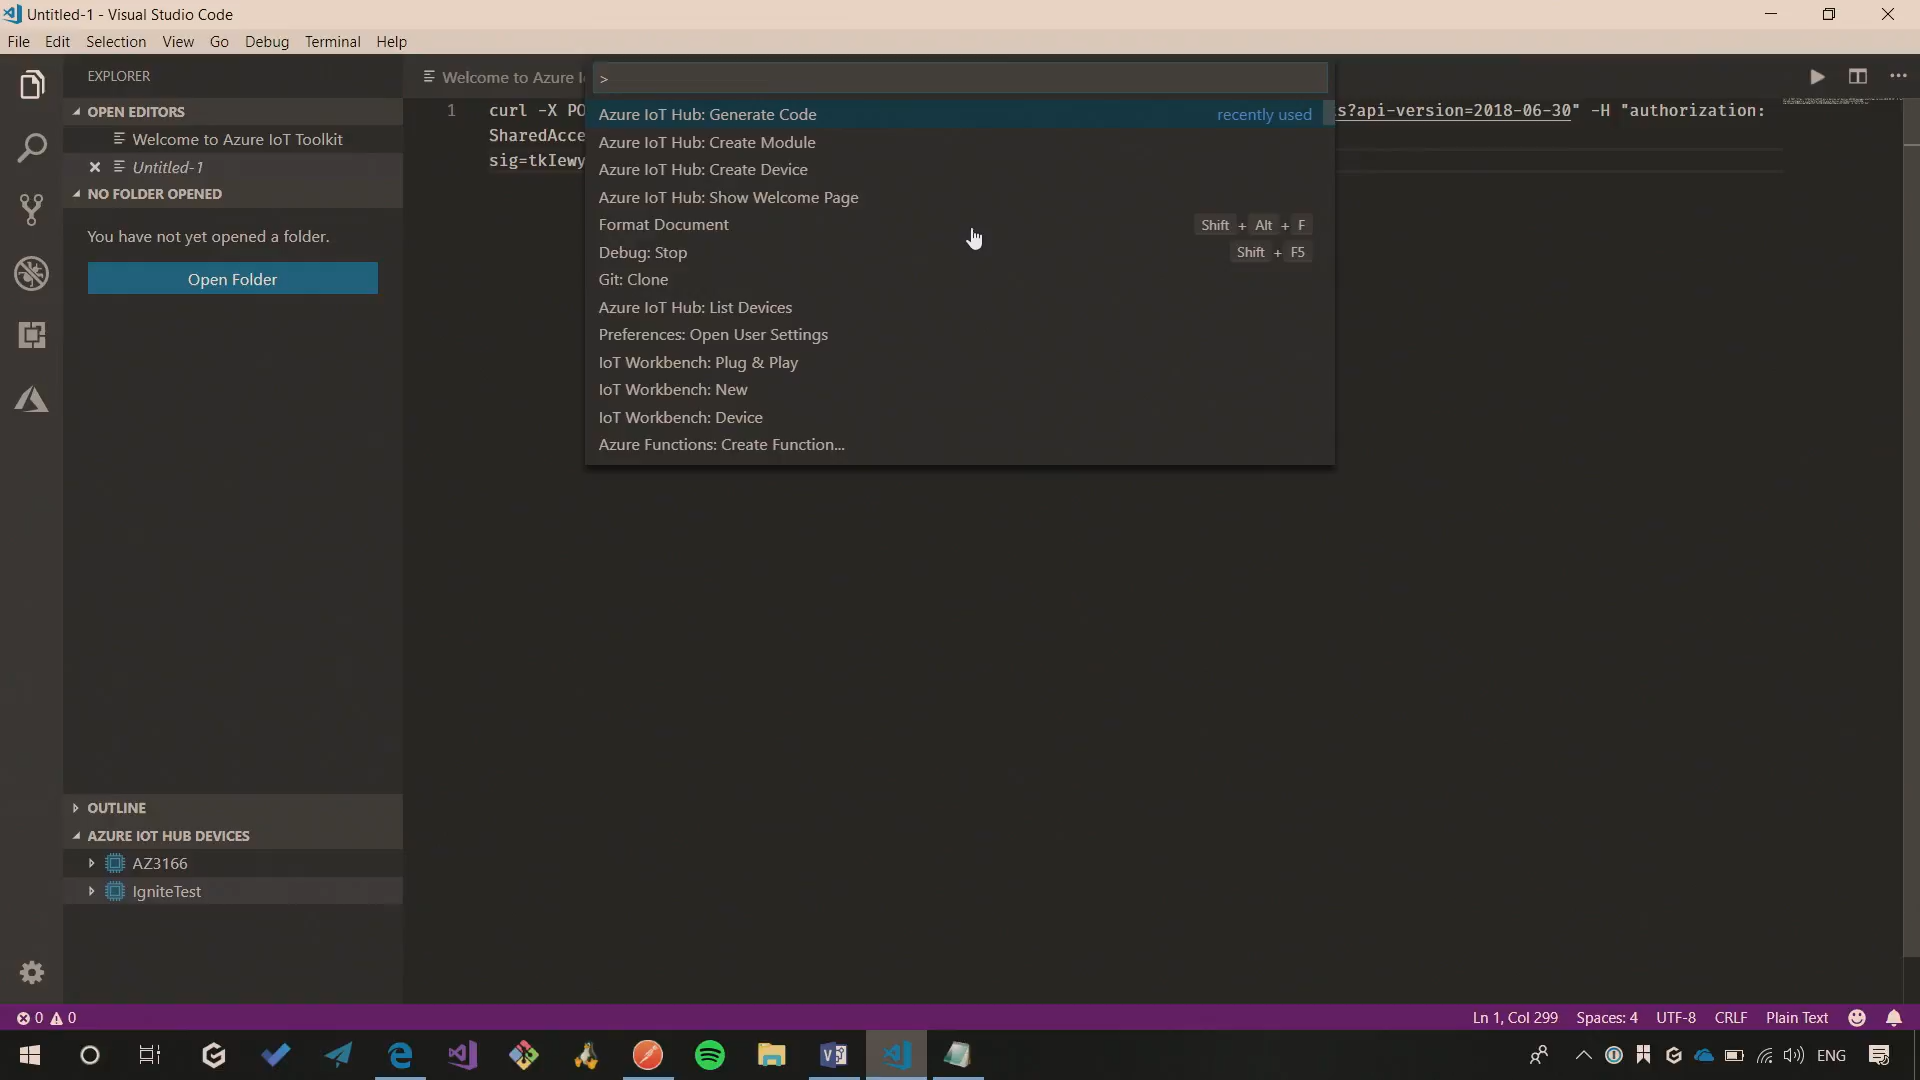 Untitled-1 - Visual Studio Code
File Edit Selection View Go Debug Terminal Help
EXPLORER
OPEN EDITORS
Welcome to Azure IoT Toolkit
Untitled-1
NO FOLDER OPENED
You have not yet opened a folder.
Open Folder
OUTLINE
AZURE IOT HUB DEVICES
AZ3166
IgniteTest
Welcome to Azure I
>
Azure IoT Hub: Generate Code recently used
Azure IoT Hub: Create Module
Azure IoT Hub: Create Device
Azure IoT Hub: Show Welcome Page
Format Document Shift + Alt + F
Debug: Stop Shift + F5
Git: Clone
Azure IoT Hub: List Devices
Preferences: Open User Settings
IoT Workbench: Plug & Play
IoT Workbench: New
IoT Workbench: Device
Azure Functions: Create Function...
1 curl -X PO s?api-version=2018-06-30" -H "authorization:
SharedAcce
sig=tkIewy
0 0
Ln 1, Col 299 Spaces: 4 UTF-8 CRLF Plain Text
ENG